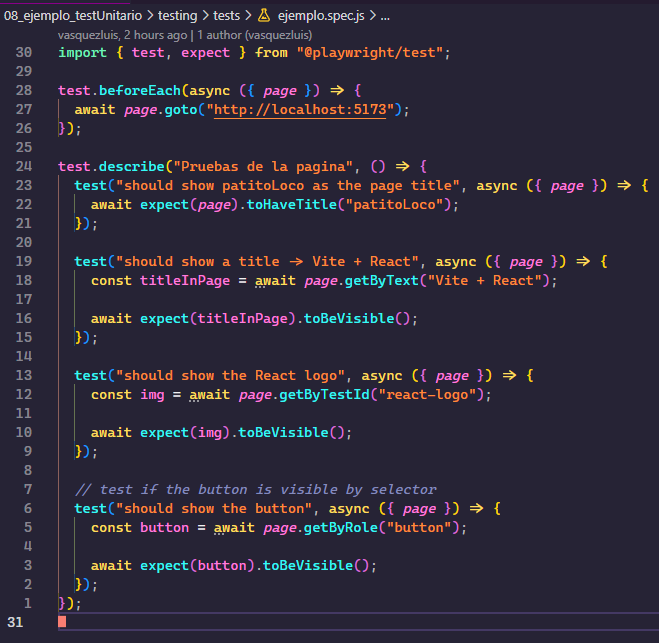 08_ejemplo_testUnitario > testing > tests > ejemplo.spec.js > ...
vasquezluis, 2 hours ago | 1 author (vasquezluis)
30 import { test, expect } from "@playwright/test";
29
28 test.beforeEach(async ({ page }) => {
27   await page.goto("http://localhost:5173");
26 });
25
24 test.describe("Pruebas de la pagina", () => {
23   test("should show patitoLoco as the page title", async ({ page }) => {
22     await expect(page).toHaveTitle("patitoLoco");
21   });
20
19   test("should show a title -> Vite + React", async ({ page }) => {
18     const titleInPage = await page.getByText("Vite + React");
17
16     await expect(titleInPage).toBeVisible();
15   });
14
13   test("should show the React logo", async ({ page }) => {
12     const img = await page.getByTestId("react-logo");
11
10     await expect(img).toBeVisible();
9   });
8
7   // test if the button is visible by selector
6   test("should show the button", async ({ page }) => {
5     const button = await page.getByRole("button");
4
3     await expect(button).toBeVisible();
2   });
1 });
31